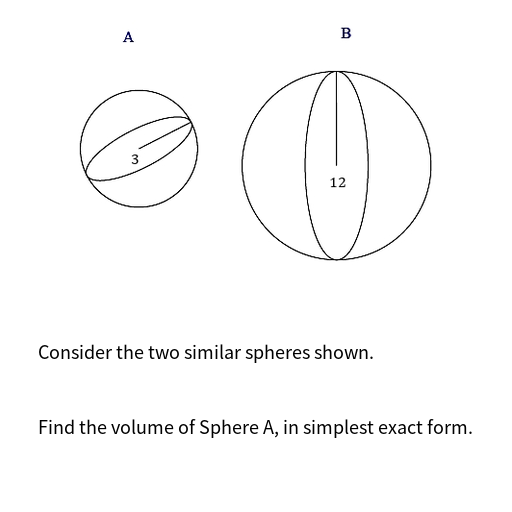 A
B
3
12
Consider the two similar spheres shown.
Find the volume of Sphere A, in simplest exact form.